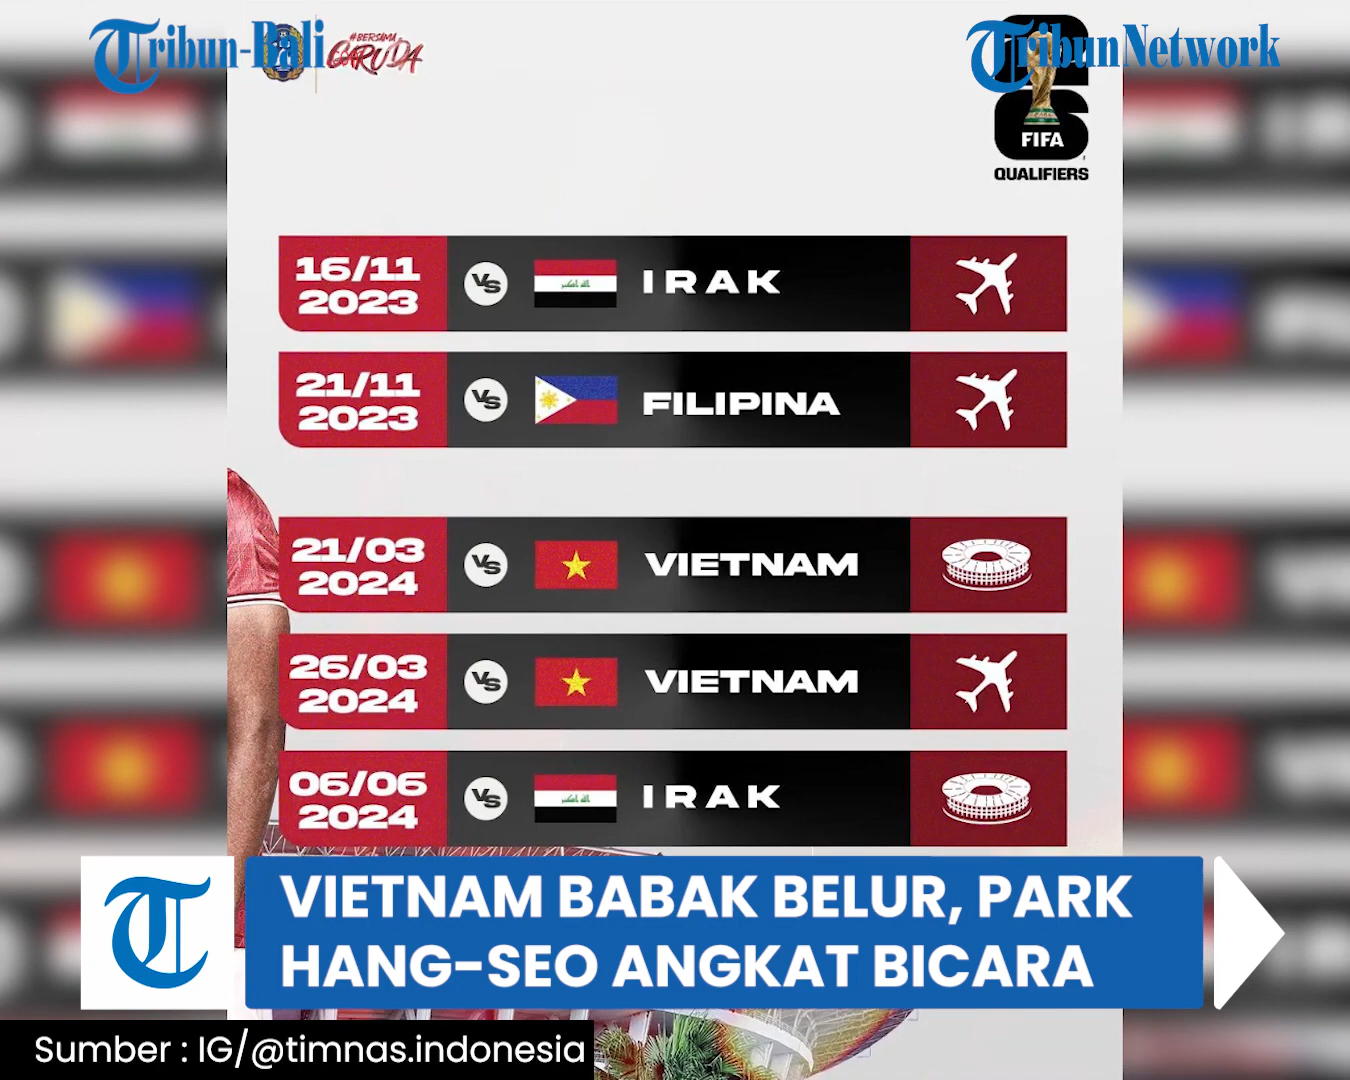 Tribun-Bali
#BERSAMA
GARUDA
TribunNetwork
FIFA
QUALIFIERS
16/11
2023
VS
IRAK
21/11
2023
VS
FILIPINA
21/03
2024
VS
VIETNAM
26/03
2024
VS
VIETNAM
06/06
2024
VS
IRAK
T
VIETNAM BABAK BELUR, PARK
HANG-SEO ANGKAT BICARA
Sumber : IG/@timnas.indonesia